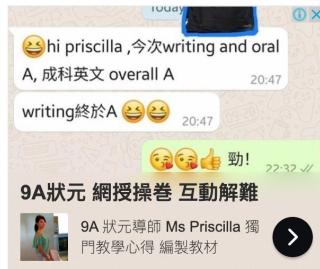 Today
😆hi priscilla ,今次writing and oral
A, 成科英文 overall A
20:47
writing終於A 😆😆
20:47
😘😘👍 勁!
22:32
9A狀元 網授操卷 互動解難
9A 狀元導師 Ms Priscilla 獨
門教學心得 編製教材